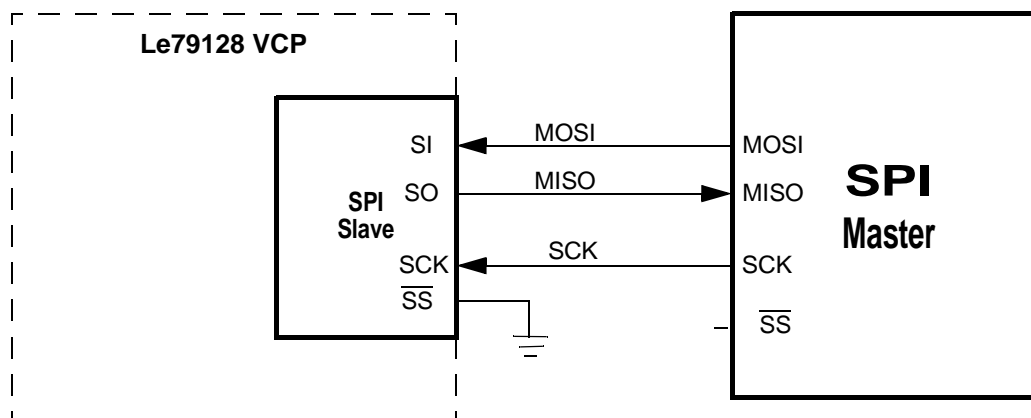 Le79128 VCP
SI
SO
SPI
Slave
SCK
SS
MOSI
MISO
SCK
MOSI
MISO
SPI
Master
SCK
SS